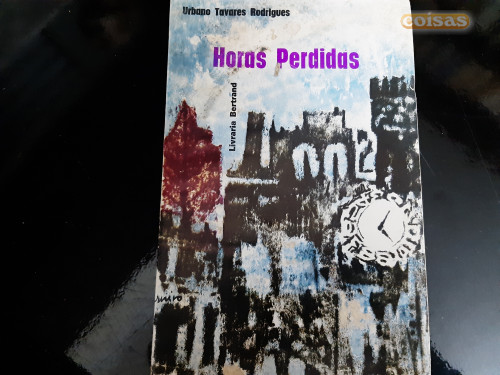 coisas
Urbano Tavares Rodrigues
Horas Perdidas
Livraria Bertrand